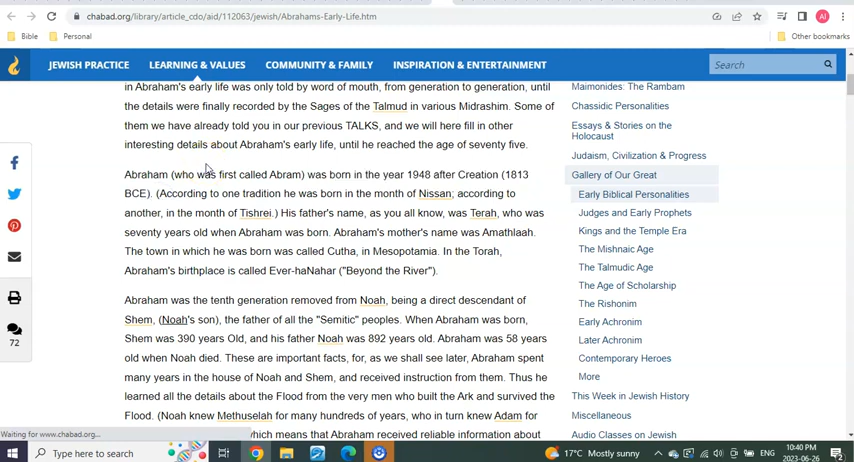 chabad.org/library/article_cdo/aid/112063/jewish/Abrahams-Early-Life.htm
Al
Bible
Personal
Other bookmarks
JEWISH PRACTICE LEARNING & VALUES COMMUNITY & FAMILY INSPIRATION & ENTERTAINMENT
Search
in Abraham's early life was only told by word of mouth, from generation to generation, until
the details were finally recorded by the Sages of the Talmud in various Midrashim. Some of
them we have already told you in our previous TALKS, and we will here fill in other
interesting details about Abraham's early life, until he reached the age of seventy five.
Abraham (who was first called Abram) was born in the year 1948 after Creation (1813
BCE). (According to one tradition he was born in the month of Nissan; according to
another, in the month of Tishrei.) His father's name, as you all know, was Terah, who was
seventy years old when Abraham was born. Abraham's mother's name was Amathlaah.
The town in which he was born was called Cutha, in Mesopotamia. In the Torah,
Abraham's birthplace is called Ever-haNahar ("Beyond the River").
Abraham was the tenth generation removed from Noah, being a direct descendant of
Shem, (Noah's son), the father of all the "Semitic" peoples. When Abraham was born,
Shem was 390 years Old, and his father Noah was 892 years old. Abraham was 58 years
old when Noah died. These are important facts, for, as we shall see later, Abraham spent
many years in the house of Noah and Shem, and received instruction from them. Thus he
learned all the details about the Flood from the very men who built the Ark and survived the
Flood. (Noah knew Methuselah for many hundreds of years, who in turn knew Adam for
which means that Abraham received reliable information about
Maimonides: The Rambam
Chassidic Personalities
Essays & Stories on the
Holocaust
Judaism, Civilization & Progress
Gallery of Our Great
Early Biblical Personalities
Judges and Early Prophets
Kings and the Temple Era
The Mishnaic Age
The Talmudic Age
The Age of Scholarship
The Rishonim
Early Achronim
Later Achronim
Contemporary Heroes
More
This Week in Jewish History
Miscellaneous
Audio Classes on Jewish
72
Waiting for www.chabad.org...
Type here to search
17°C Mostly sunny
ENG
10:40 PM
2023-06-26
2